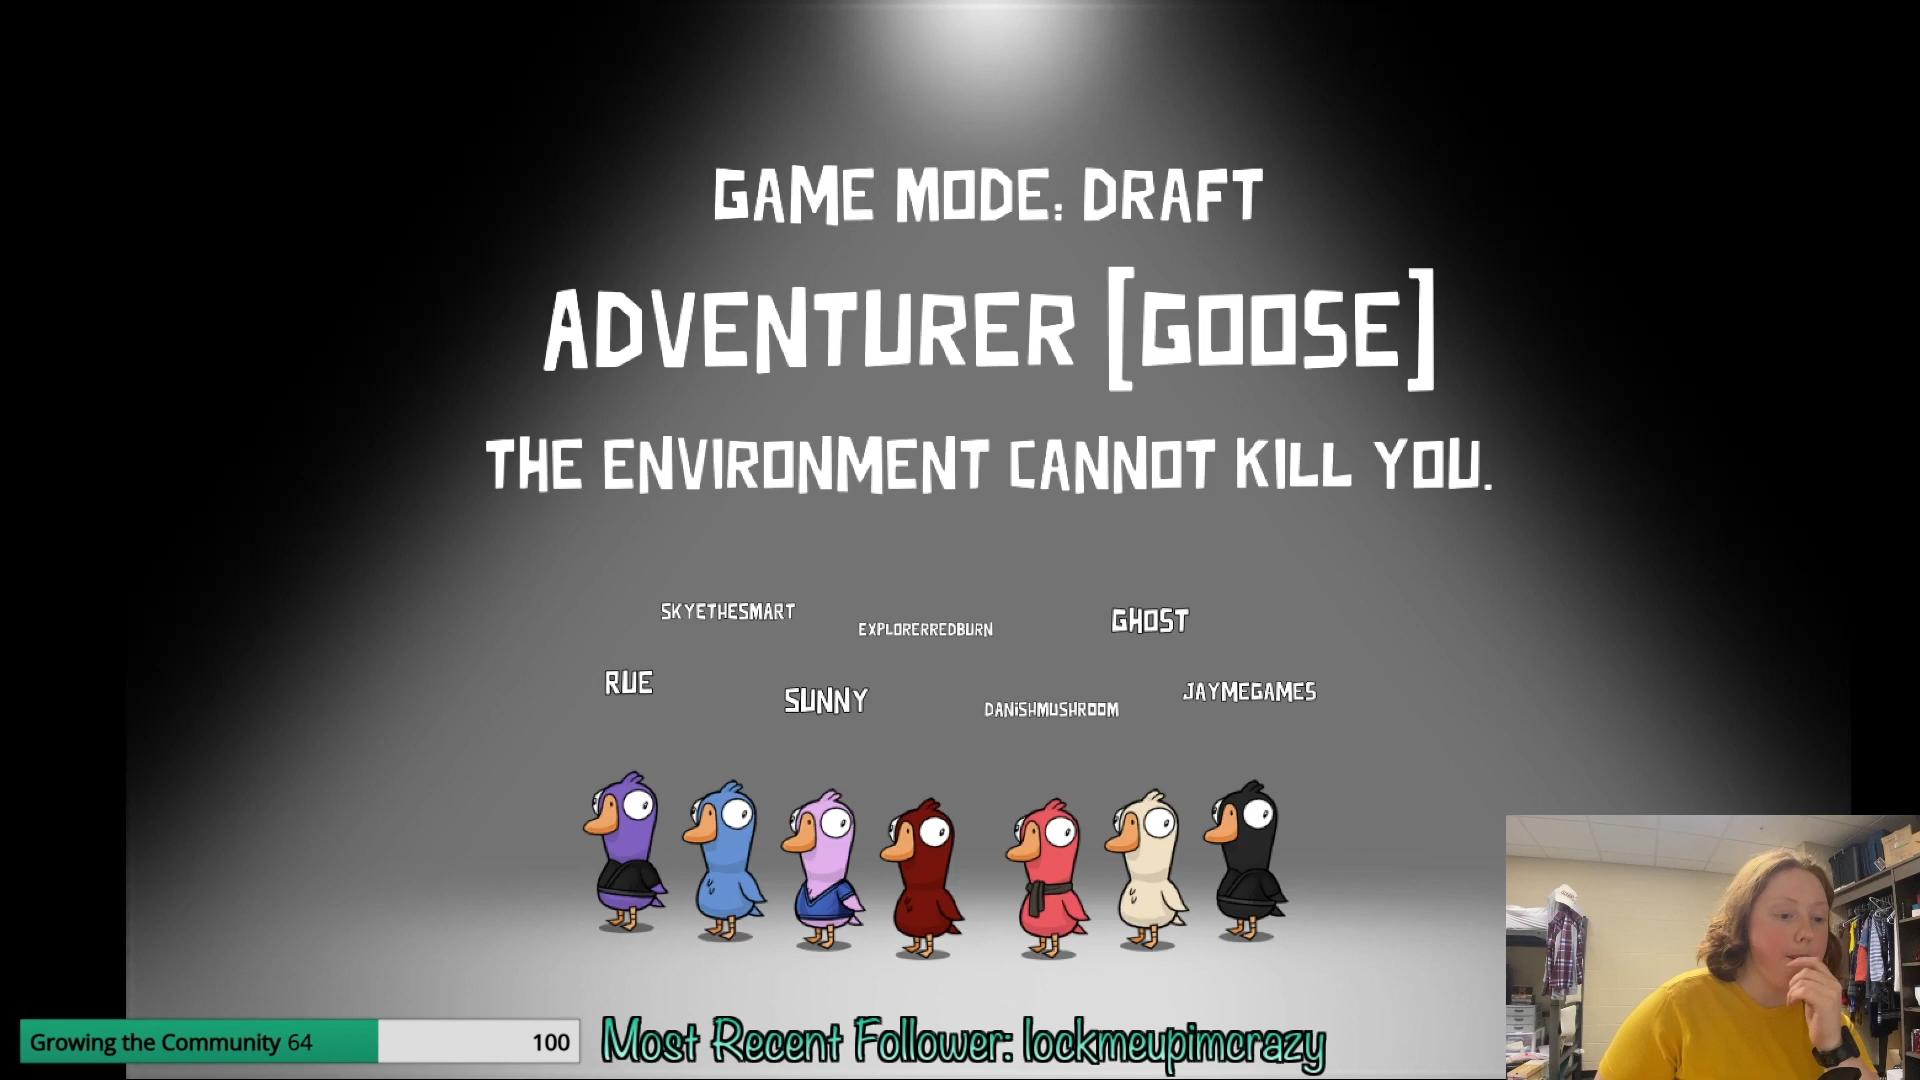 GAME MODE: DRAFT
ADVENTURER [GOOSE]
THE ENVIRONMENT CANNOT KILL YOU.
SKYETHESMART
EXPLORERREDBURN
GHOST
RUE
SUNNY
DANiSHMUSHROOM
JAYMEGAMES
Growing the Community 64 100
Most Recent Follower: lockmeupimcrazy